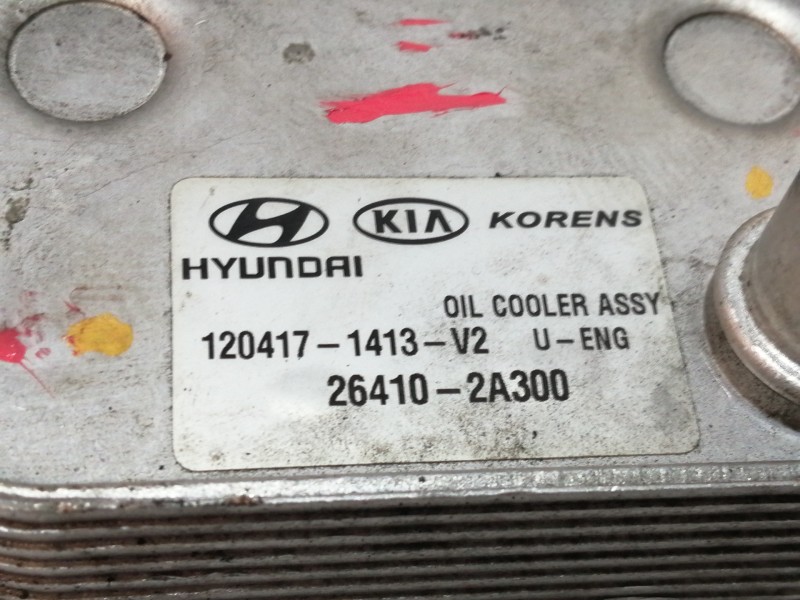 KIA KORENS
HYUNDAI
OIL COOLER ASSY
120417-1413-V2 U-ENG
26410-2A300